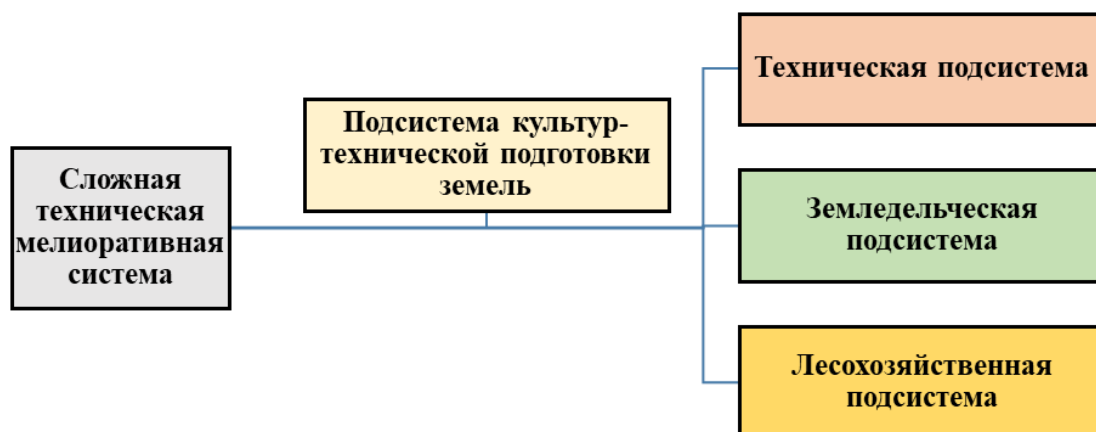 Сложная
техническая
мелиоративная
система
Подсистема культур-
технической подготовки
земель
Техническая подсистема
Земледельческая
подсистема
Лесохозяйственная
подсистема